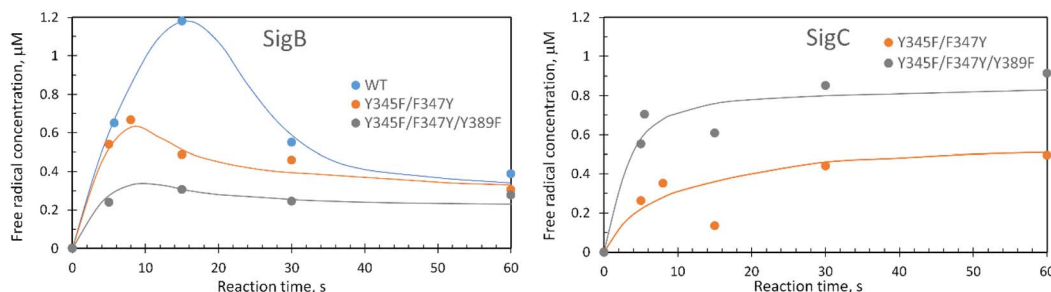 SigB
Free radical concentration, μM
1.2
1
0.8
0.6
0.4
0.2
0
WT
Y345F/F347Y
Y345F/F347Y/Y389F
0 10 20 30 40 50 60
Reaction time, s
SigC
Free radical concentration, μM
1.2
1
0.8
0.6
0.4
0.2
0
Y345F/F347Y
Y345F/F347Y/Y389F
0 10 20 30 40 50 60
Reaction time, s